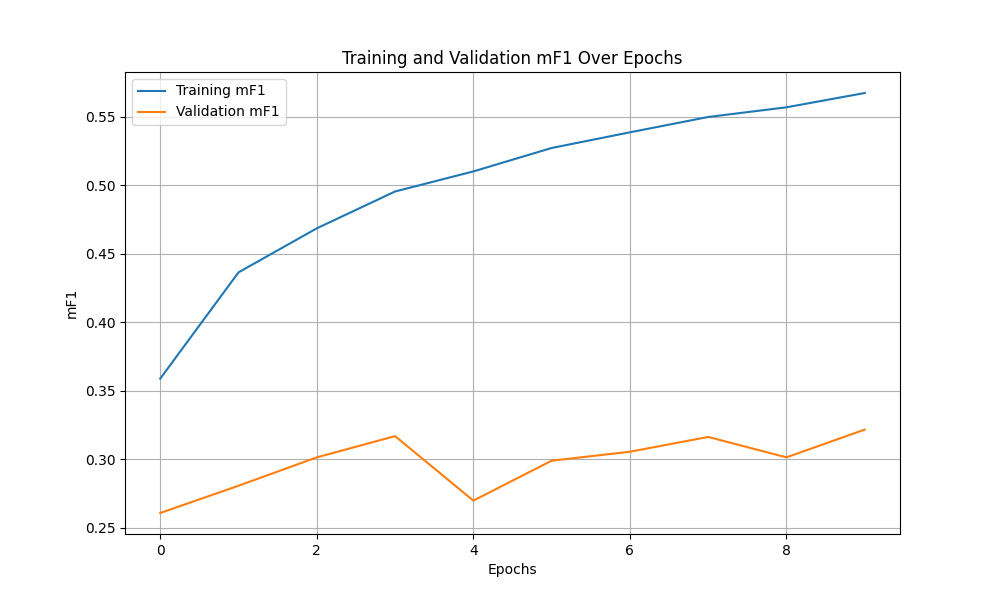 Training and Validation mF1 Over Epochs
Training mF1
Validation mF1
mF1
0.55
0.50
0.45
0.40
0.35
0.30
0.25
0 2 4 6 8
Epochs